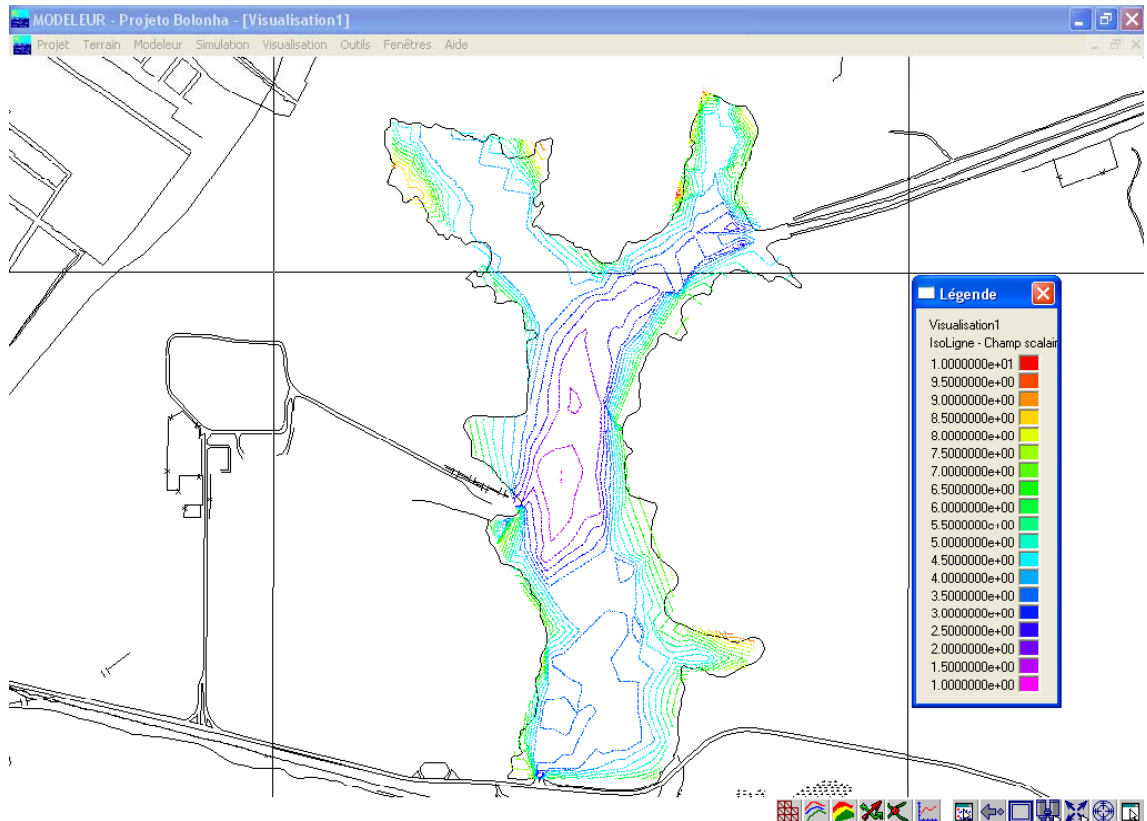 MODELEUR - Projeto Bolonha - [Visualisation1]
Projet Terrain Modeleur Simulation Visualisation Outils Fenêtres Aide
Légende
Visualisation1
IsoLigne - Champ scalair
1.0000000e+01
9.5000000e+00
9.0000000e+00
8.5000000e+00
8.0000000e+00
7.5000000e+00
7.0000000e+00
6.5000000e+00
6.0000000e+00
5.5000000e+00
5.0000000e+00
4.5000000e+00
4.0000000e+00
3.5000000e+00
3.0000000e+00
2.5000000e+00
2.0000000e+00
1.5000000e+00
1.0000000e+00